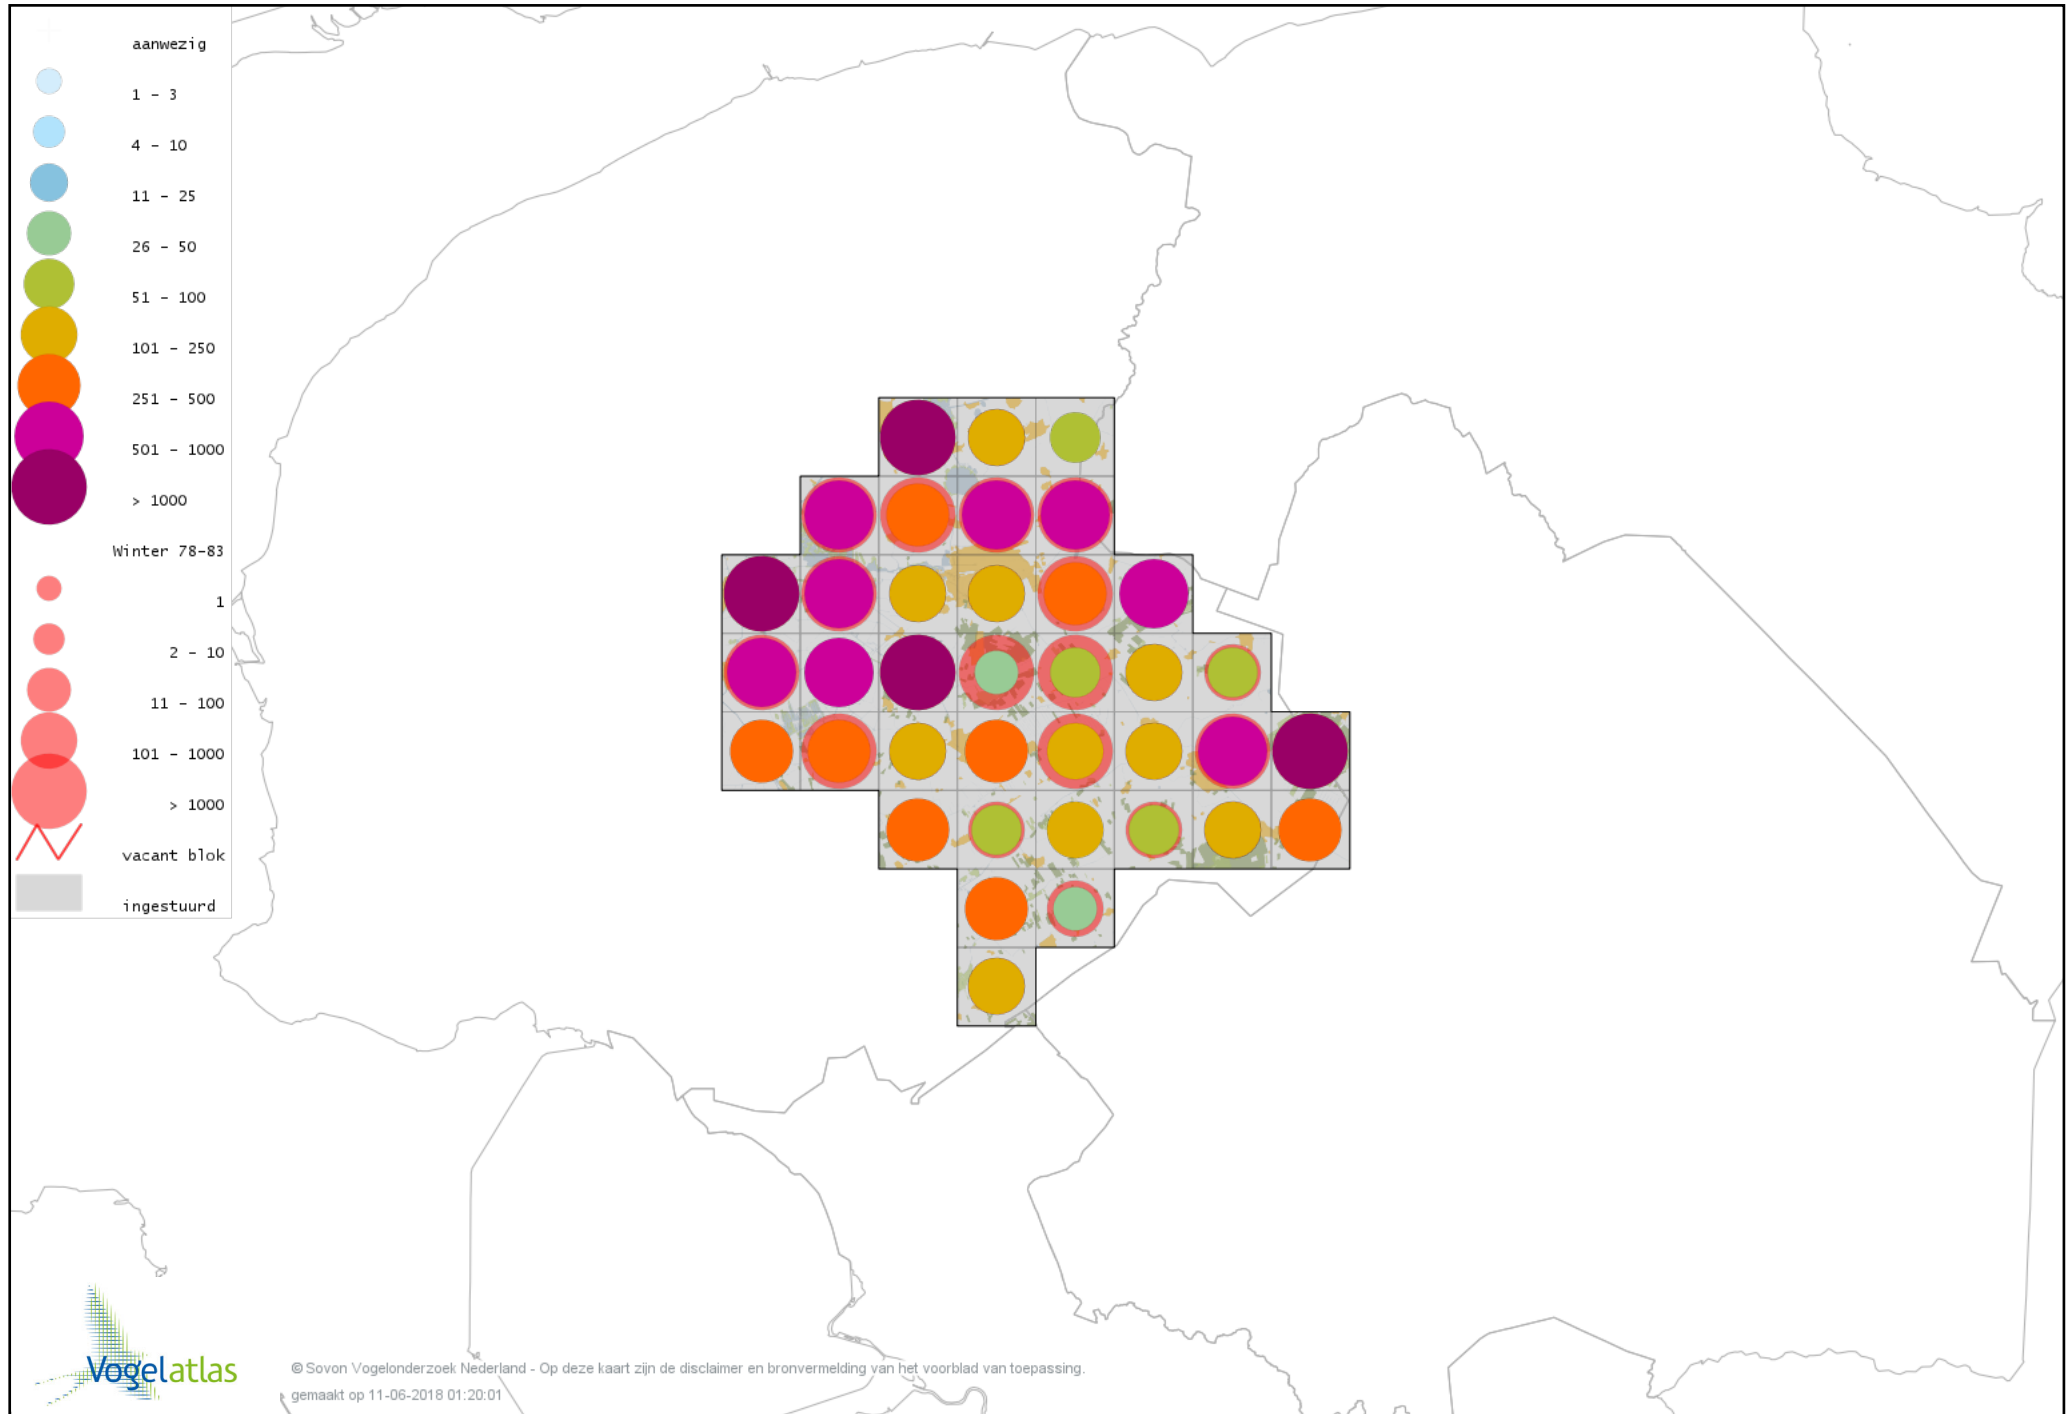 aanwezig
1 - 3
4 - 10
11 - 25
26 - 50
51 - 100
101 - 250
251 - 500
501 - 1000
> 1000
Winter 78-83
1
2 - 10
11 - 100
101 - 1000
> 1000
vacant blok
ingestuurd
Vogelatlas
© Sovon Vogelonderzoek Nederland - Op deze kaart zijn de disclaimer en bronvermelding van het voorblad van toepassing.
gemaakt op 11-06-2018 01:20:01